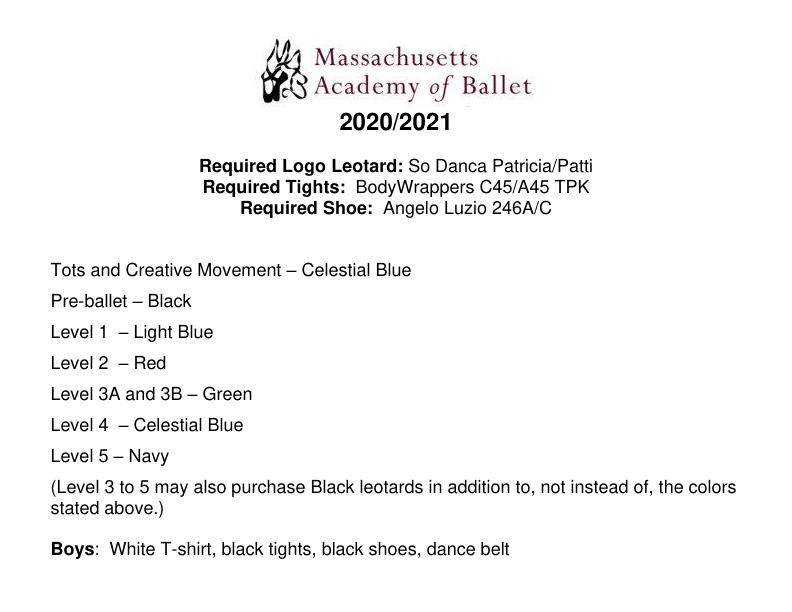 Massachusetts
Academy of Ballet
2020/2021
Required Logo Leotard: So Danca Patricia/Patti
Required Tights:  BodyWrappers C45/A45 TPK
Required Shoe:  Angelo Luzio 246A/C
Tots and Creative Movement – Celestial Blue
Pre-ballet – Black
Level 1  – Light Blue
Level 2  – Red
Level 3A and 3B – Green
Level 4  – Celestial Blue
Level 5 – Navy
(Level 3 to 5 may also purchase Black leotards in addition to, not instead of, the colors
stated above.)
Boys:  White T-shirt, black tights, black shoes, dance belt